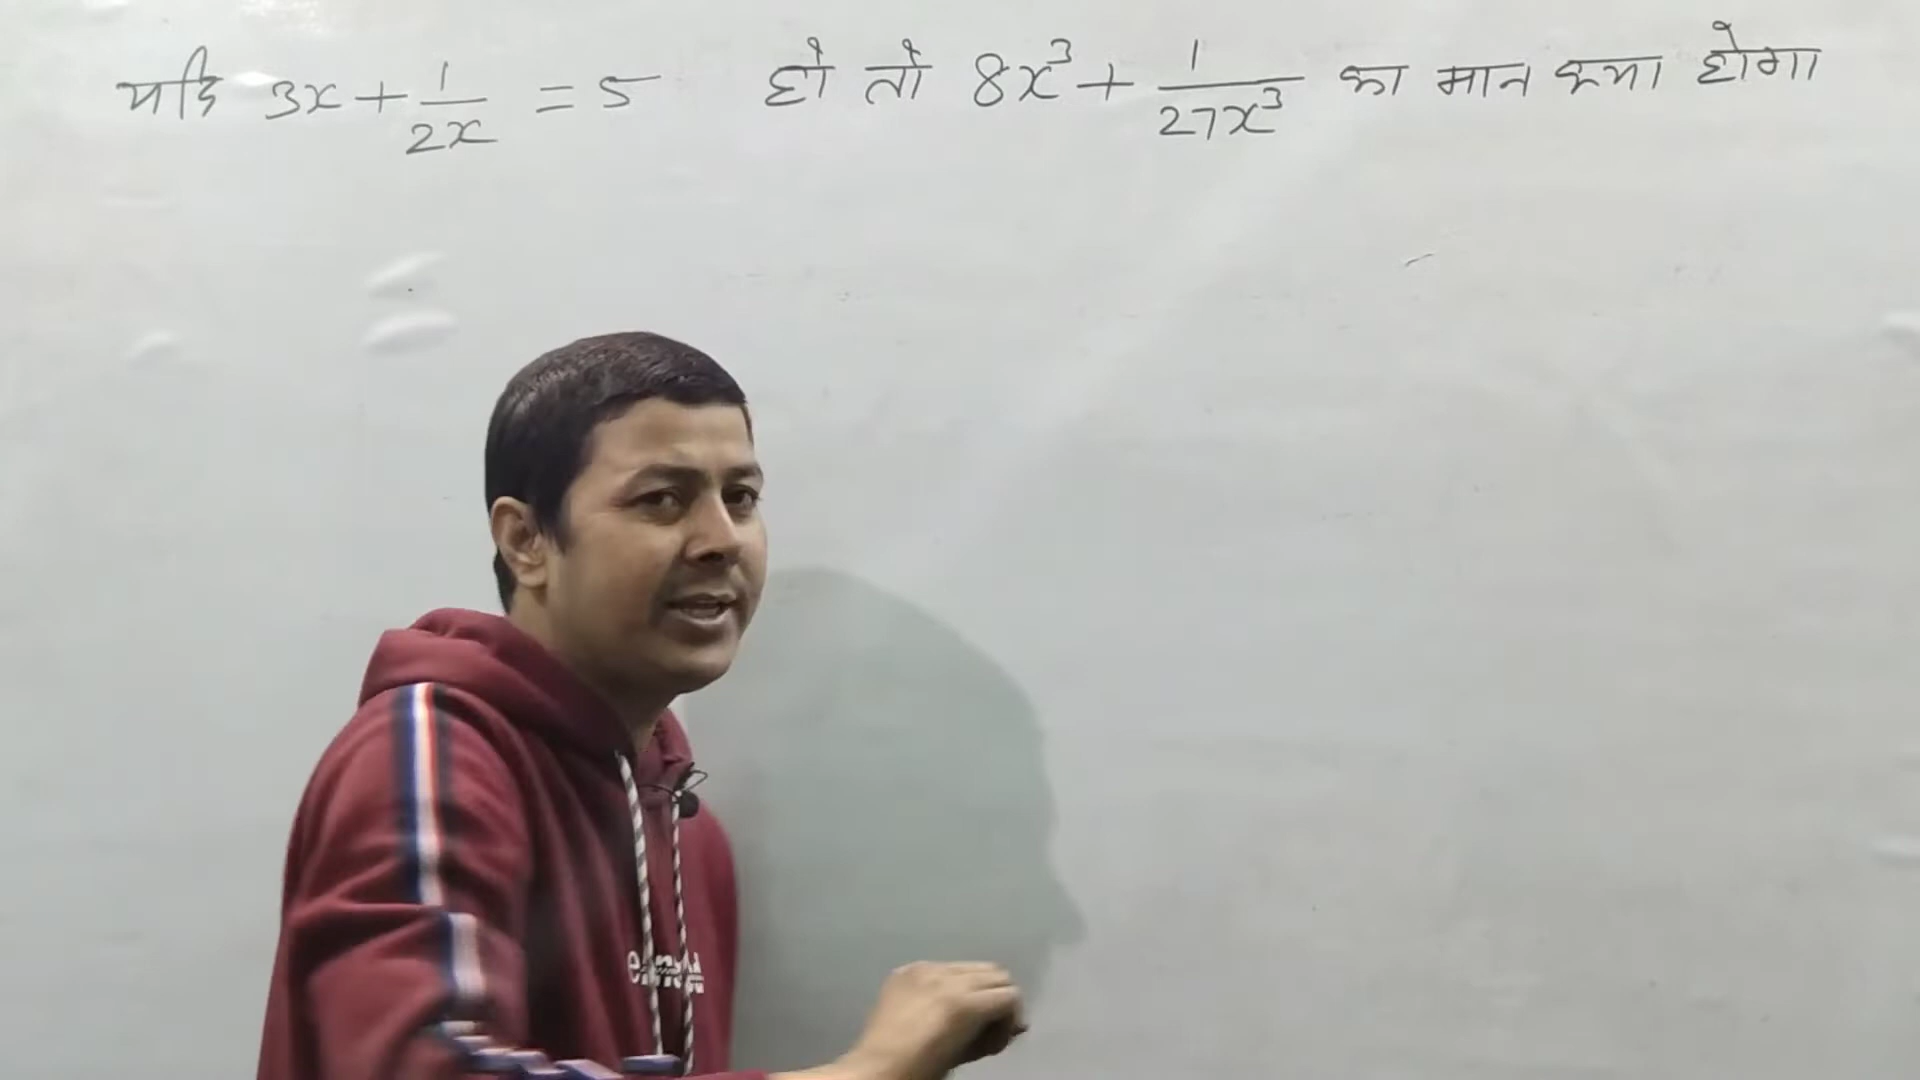 यदि 3x + 1/2x = 5 हो तो 8x³ + 1/27x³ का मान क्या होगा